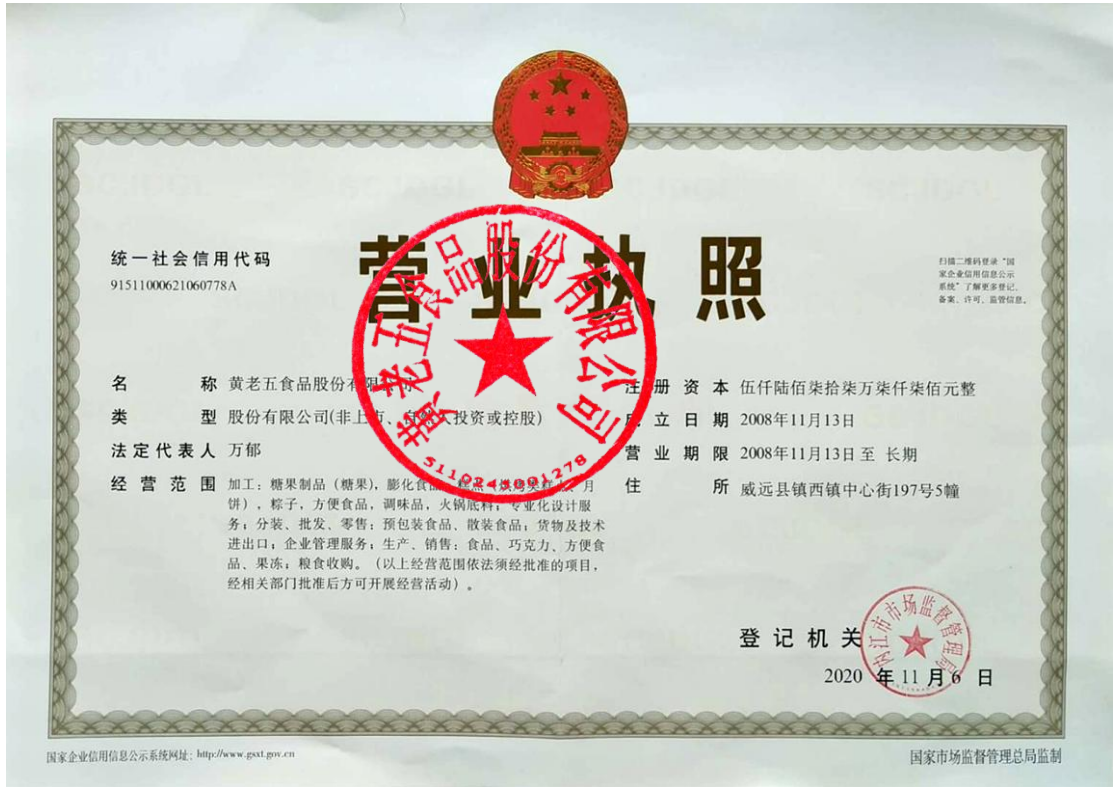 统一社会信用代码
91511000621060778A
营业执照
扫描二维码登录“国
家企业信用信息公示
系统”了解更多登记、
备案、许可、监管信息。
黄老五食品股份有限公司
5110244001278
名称 黄老五食品股份有限公司
类型 股份有限公司(非上市、自然人投资或控股)
法定代表人 万郁
经营范围 加工：糖果制品（糖果），膨化食品，糕点（烘烤类糕点、月
饼），粽子，方便食品，调味品，火锅底料；专业化设计服
务；分装、批发、零售：预包装食品、散装食品；货物及技术
进出口；企业管理服务；生产、销售：食品、巧克力、方便食
品、果冻；粮食收购。（以上经营范围依法须经批准的项目，
经相关部门批准后方可开展经营活动）。
注册资本 伍仟陆佰柒拾柒万柒仟柒佰元整
成立日期 2008年11月13日
营业期限 2008年11月13日 至 长期
住所 威远县镇西镇中心街197号5幢
登记机关
内江市市场监督管理局
2020 年 11 月 6 日
国家企业信用信息公示系统网址：http://www.gsxt.gov.cn
国家市场监督管理总局监制